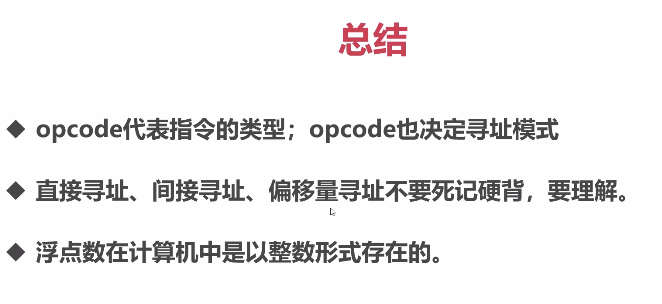 总结
◆ opcode代表指令的类型；opcode也决定寻址模式
◆ 直接寻址、间接寻址、偏移量寻址不要死记硬背，要理解。
◆ 浮点数在计算机中是以整数形式存在的。